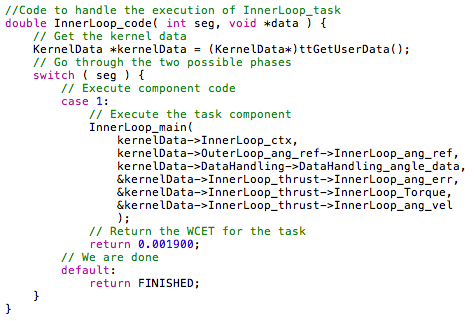 //Code to handle the execution of InnerLoop_task
double InnerLoop_code( int seg, void *data ) {
    // Get the kernel data
    KernelData *kernelData = (KernelData*)ttGetUserData();
    // Go through the two possible phases
    switch ( seg ) {
        // Execute component code
        case 1:
            // Execute the task component
            InnerLoop_main(
                kernelData->InnerLoop_ctx,
                kernelData->OuterLoop_ang_ref->InnerLoop_ang_ref,
                kernelData->DataHandling->DataHandling_angle_data,
                &kernelData->InnerLoop_thrust->InnerLoop_ang_err,
                &kernelData->InnerLoop_thrust->InnerLoop_Torque,
                &kernelData->InnerLoop_thrust->InnerLoop_ang_vel
                );
            // Return the WCET for the task
            return 0.001900;
        // We are done
        default:
            return FINISHED;
    }
}